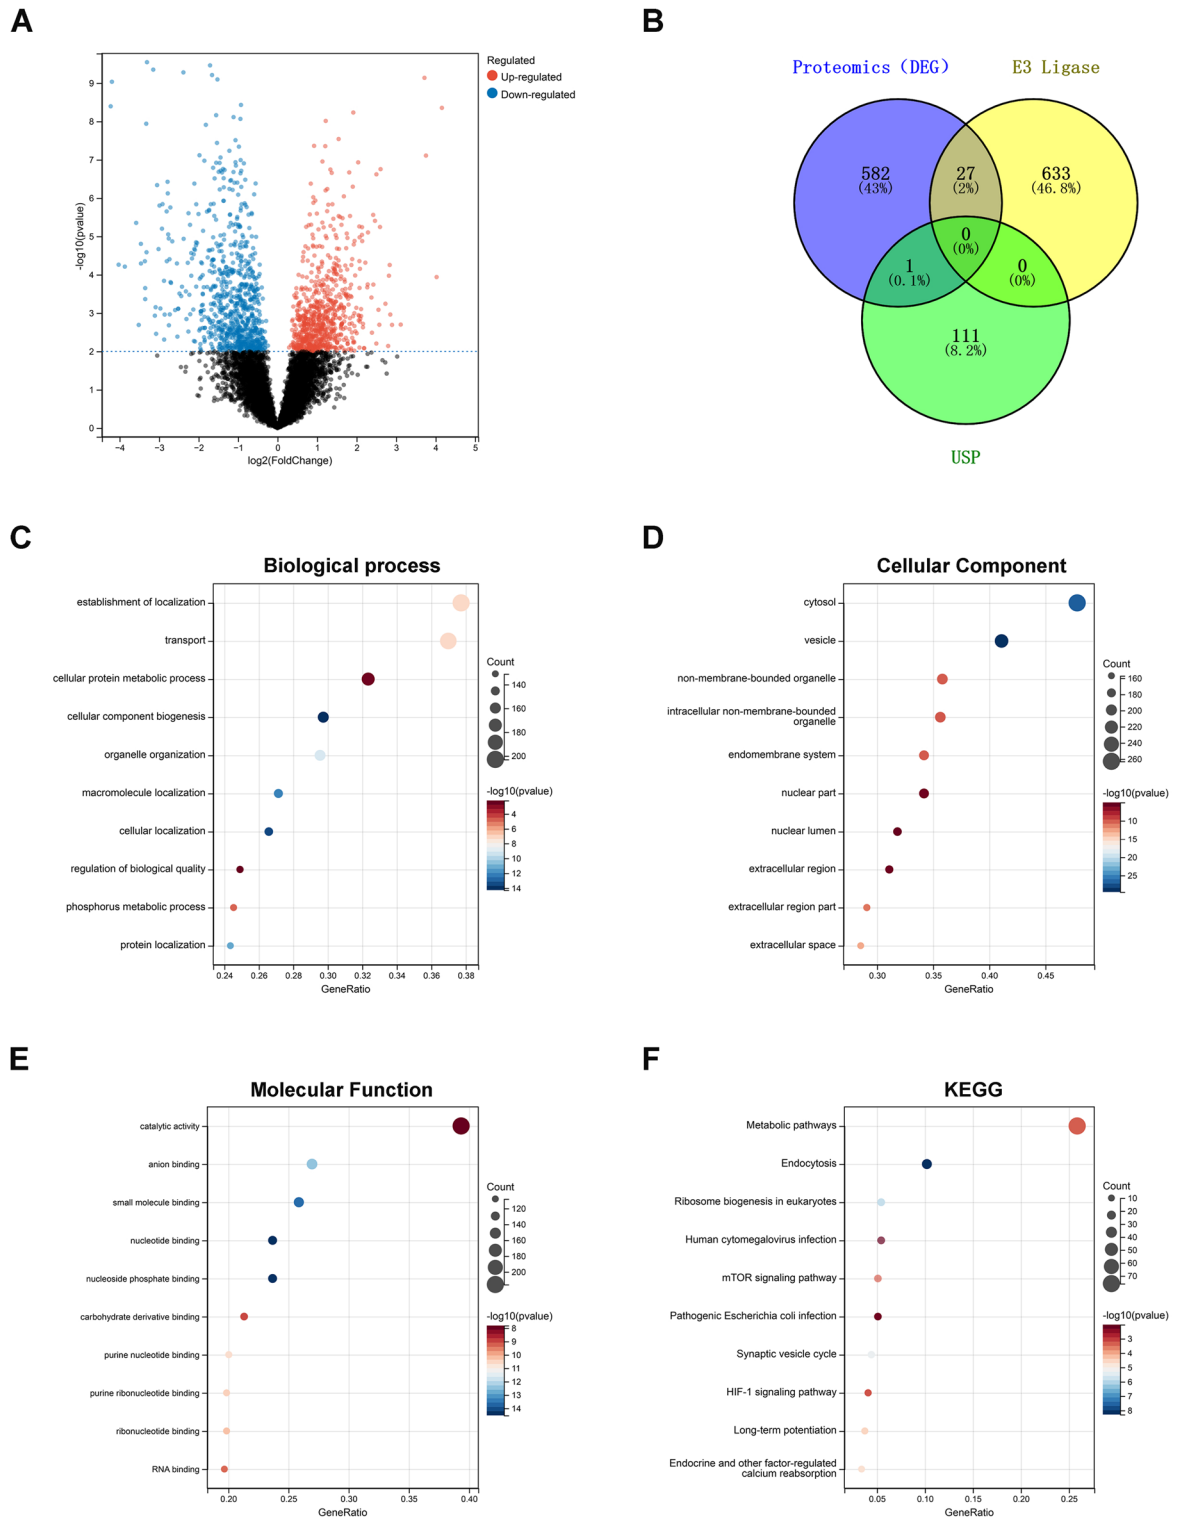 A
Regulated
Up-regulated
Down-regulated
-log10(pvalue)
9
8
7
6
5
4
3
2
1
0
−4
−3
−2
−1
0
1
2
3
4
5
log2(FoldChange)
B
Proteomics (DEG)
E3 Ligase
582
(43%)
27
(2%)
633
(46.8%)
0
(0%)
1
(0.1%)
0
(0%)
111
(8.2%)
USP
C
Biological process
establishment of localization
transport
cellular protein metabolic process
cellular component biogenesis
organelle organization
macromolecule localization
cellular localization
regulation of biological quality
phosphorus metabolic process
protein localization
0.24
0.26
0.28
0.30
0.32
0.34
0.36
0.38
GeneRatio
Count
140
160
180
200
-log10(pvalue)
4
6
8
10
12
14
D
Cellular Component
cytosol
vesicle
non-membrane-bounded organelle
intracellular non-membrane-bounded
organelle
endomembrane system
nuclear part
nuclear lumen
extracellular region
extracellular region part
extracellular space
0.30
0.35
0.40
0.45
GeneRatio
Count
160
180
200
220
240
260
-log10(pvalue)
10
15
20
25
E
Molecular Function
catalytic activity
anion binding
small molecule binding
nucleotide binding
nucleoside phosphate binding
carbohydrate derivative binding
purine nucleotide binding
purine ribonucleotide binding
ribonucleotide binding
RNA binding
0.20
0.25
0.30
0.35
0.40
GeneRatio
Count
120
140
160
180
200
-log10(pvalue)
8
9
10
11
12
13
14
F
KEGG
Metabolic pathways
Endocytosis
Ribosome biogenesis in eukaryotes
Human cytomegalovirus infection
mTOR signaling pathway
Pathogenic Escherichia coli infection
Synaptic vesicle cycle
HIF-1 signaling pathway
Long-term potentiation
Endocrine and other factor-regulated
calcium reabsorption
0.05
0.10
0.15
0.20
0.25
GeneRatio
Count
10
20
30
40
50
60
70
-log10(pvalue)
3
4
5
6
7
8